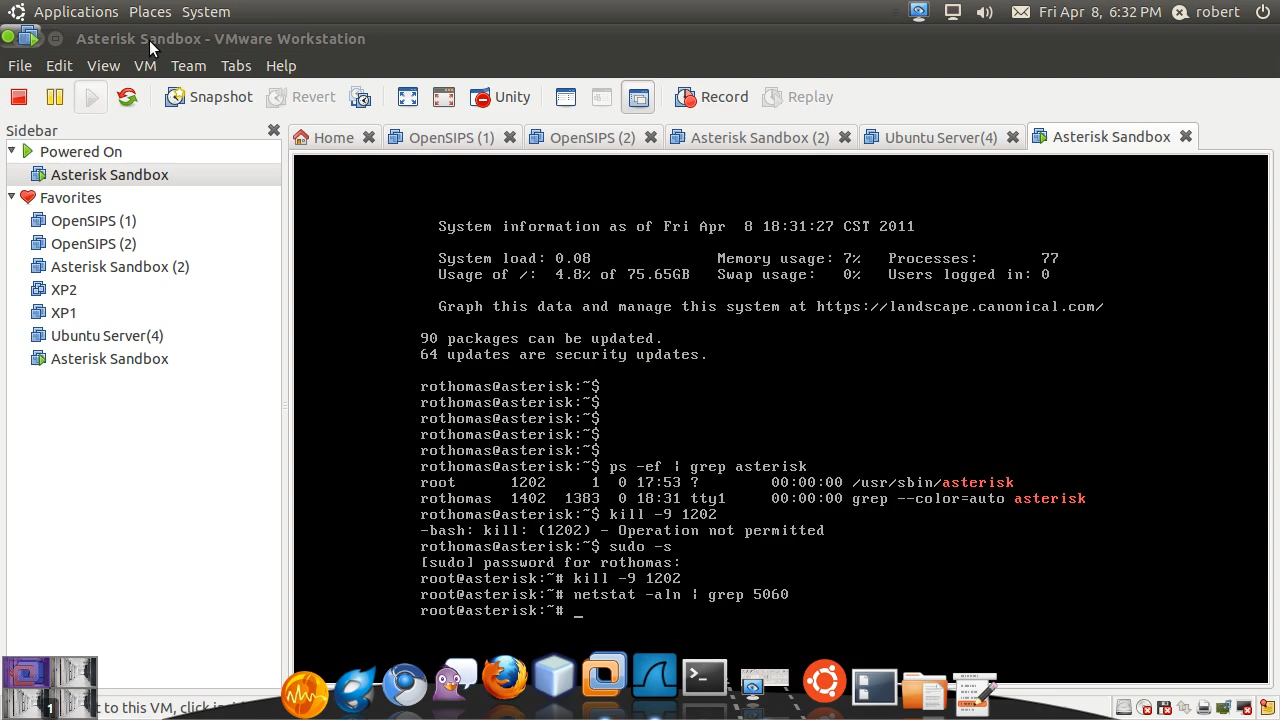 Applications Places System Fri Apr 8, 6:32 PM robert
Asterisk Sandbox - VMware Workstation
File Edit View VM Team Tabs Help
Snapshot Revert Unity Record Replay
Sidebar
Home OpenSIPS (1) OpenSIPS (2) Asterisk Sandbox (2) Ubuntu Server(4) Asterisk Sandbox
Powered On
Asterisk Sandbox
Favorites
OpenSIPS (1)
OpenSIPS (2)
Asterisk Sandbox (2)
XP2
XP1
Ubuntu Server(4)
Asterisk Sandbox
System information as of Fri Apr  8 18:31:27 CST 2011
System load: 0.08 Memory usage: 7% Processes: 77
Usage of /: 4.8% of 75.65GB Swap usage: 0% Users logged in: 0
Graph this data and manage this system at https://landscape.canonical.com/
90 packages can be updated.
64 updates are security updates.
rothomas@asterisk:~$
rothomas@asterisk:~$
rothomas@asterisk:~$
rothomas@asterisk:~$
rothomas@asterisk:~$
rothomas@asterisk:~$ ps -ef | grep asterisk
root 1202 1 0 17:53 ? 00:00:00 /usr/sbin/asterisk
rothomas 1402 1383 0 18:31 tty1 00:00:00 grep --color=auto asterisk
rothomas@asterisk:~$ kill -9 1202
-bash: kill: (1202) - Operation not permitted
rothomas@asterisk:~$ sudo -s
[sudo] password for rothomas:
root@asterisk:~# kill -9 1202
root@asterisk:~# netstat -aln | grep 5060
root@asterisk:~# _
1
t to this VM, click in